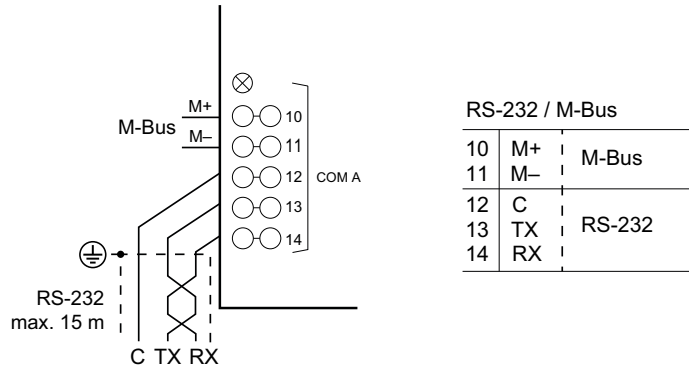 M-Bus
M+
M–
10
11
12
13
14
COM A
RS-232
max. 15 m
C TX RX
RS-232 / M-Bus
10 M+ M-Bus
11 M–
12 C
13 TX RS-232
14 RX